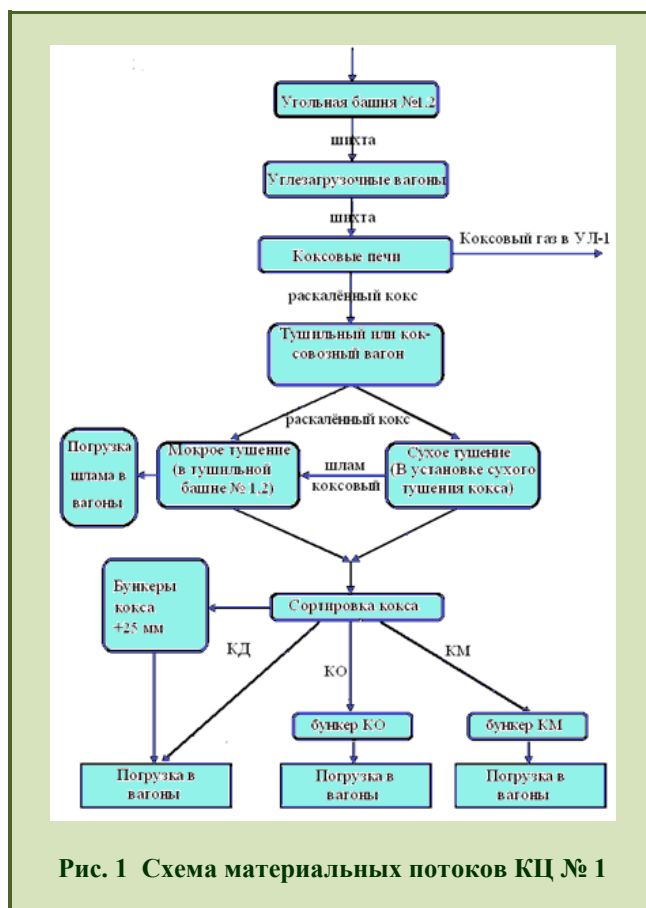 Угольная башня №1.2
шихта
Углезагрузочные вагоны
шихта
Коксовые печи
Коксовый газ в УЛ-1
раскалённый кокс
Тушильный или кок-
совозный вагон
раскалённый кокс
Погрузка
шлама в
вагоны
Мокрое тушение
(в тушильной
башне № 1.2)
шлам
коксовый
Сухое тушение
(В установке сухого
тушения кокса)
Бункеры
кокса
+25 мм
Сортировка кокса
КД
КО
КМ
бункер КО
бункер КМ
Погрузка в
вагоны
Погрузка в
вагоны
Погрузка в
вагоны
Рис. 1 Схема материальных потоков КЦ № 1